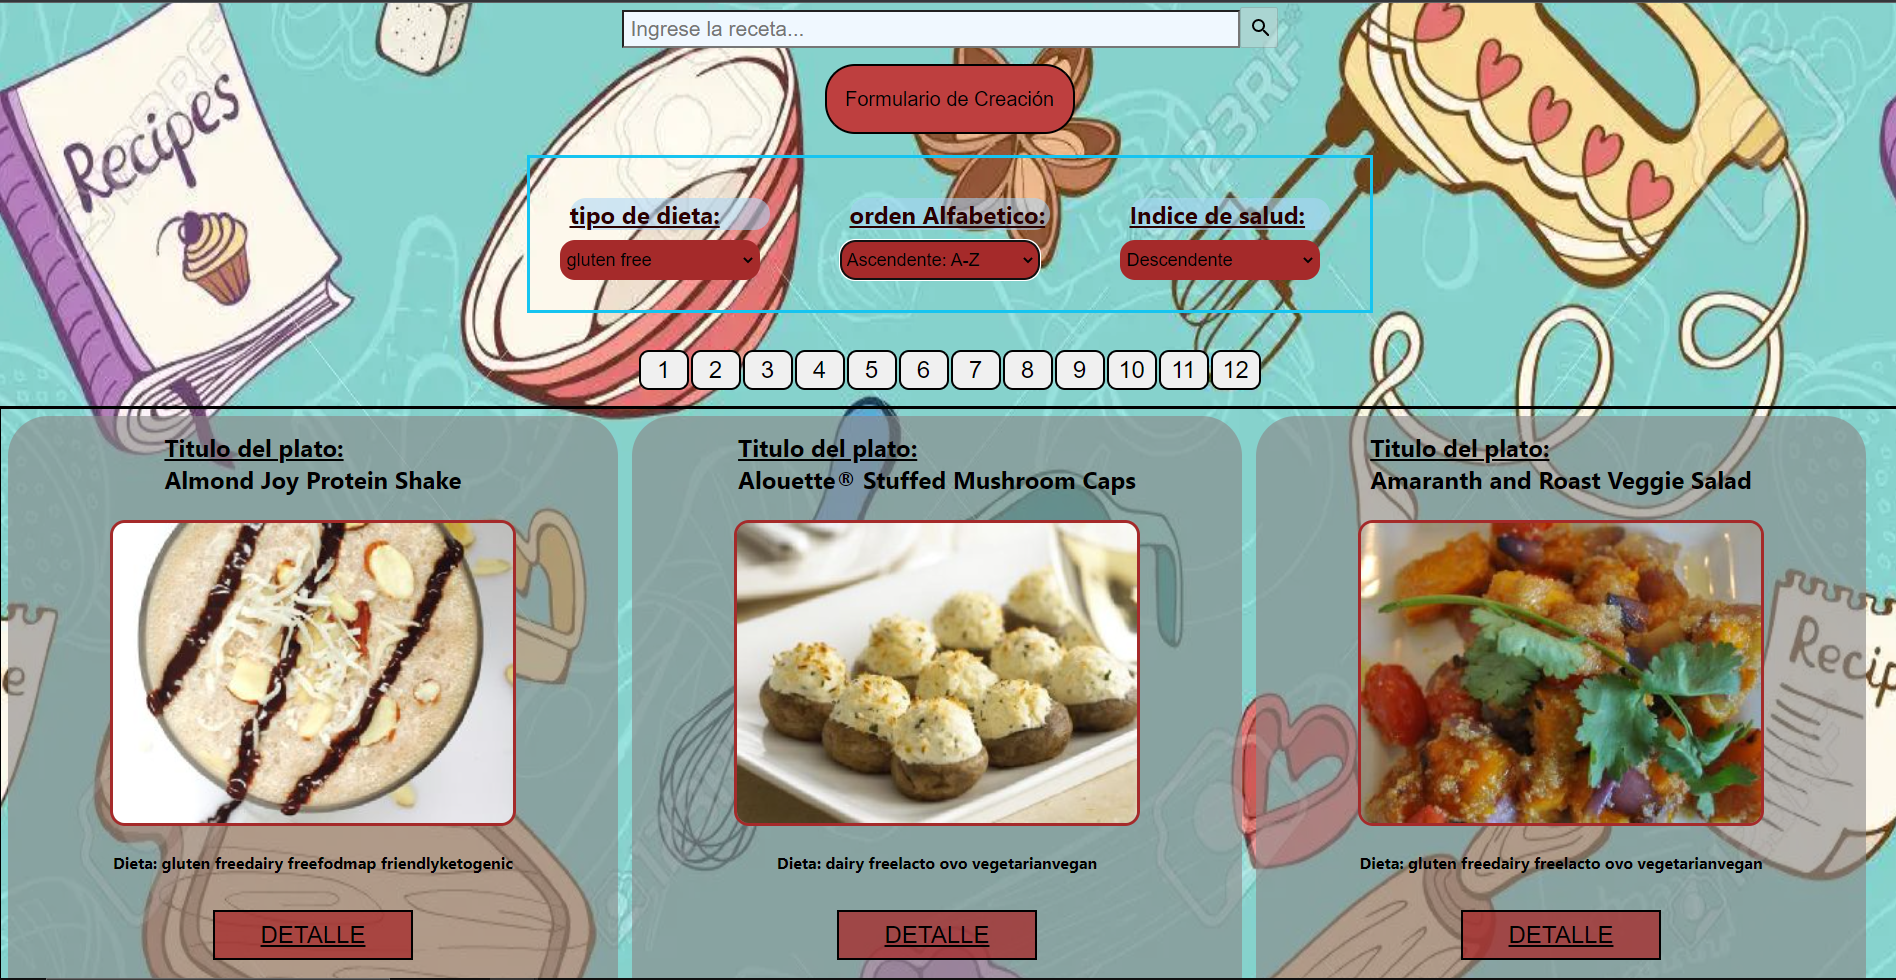 Ingrese la receta...
Recipes
123RF®
Formulario de Creación
tipo de dieta:
orden Alfabetico:
Indice de salud:
gluten free
Ascendente: A-Z
Descendente
1 2 3 4 5 6 7 8 9 10 11 12
Titulo del plato:
Almond Joy Protein Shake
Titulo del plato:
Alouette® Stuffed Mushroom Caps
Titulo del plato:
Amaranth and Roast Veggie Salad
e
Recip
Dieta: gluten freedairy freefodmap friendlyketogenic
Dieta: dairy freelacto ovo vegetarianvegan
Dieta: gluten freedairy freelacto ovo vegetarianvegan
DETALLE
DETALLE
DETALLE